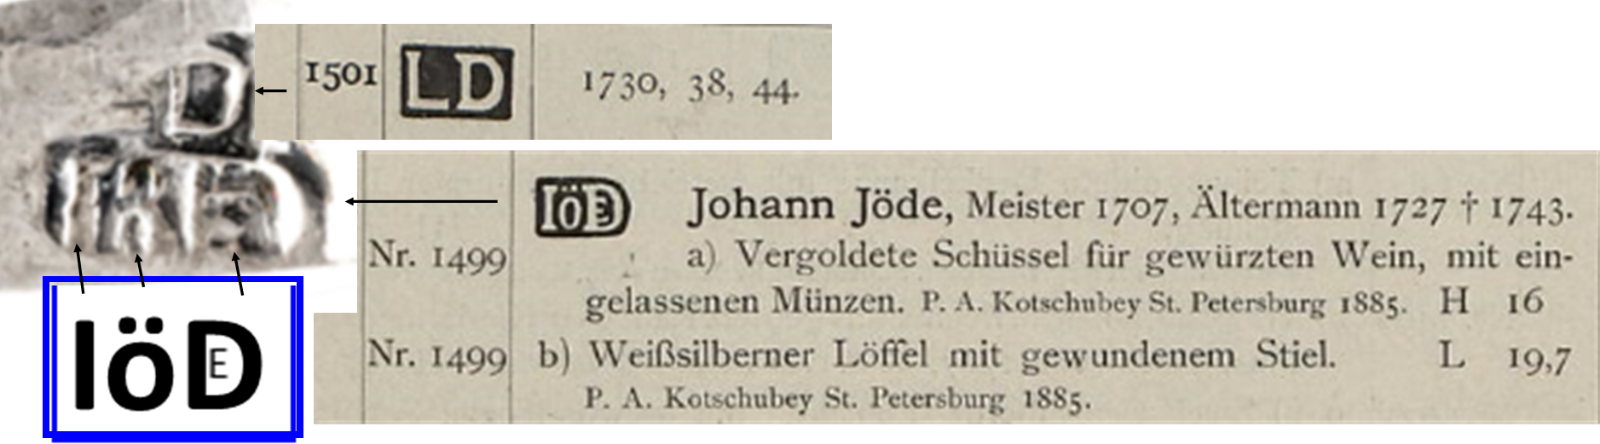 D
1501 LD 1730, 38, 44.
IöD
IöED Johann Jöde, Meister 1707, Ältermann 1727 † 1743.
Nr. 1499 a) Vergoldete Schüssel für gewürzten Wein, mit ein-
gelassenen Münzen. P. A. Kotschubey St. Petersburg 1885. H 16
Nr. 1499 b) Weißsilberner Löffel mit gewundenem Stiel. L 19,7
P. A. Kotschubey St. Petersburg 1885.
IöDE